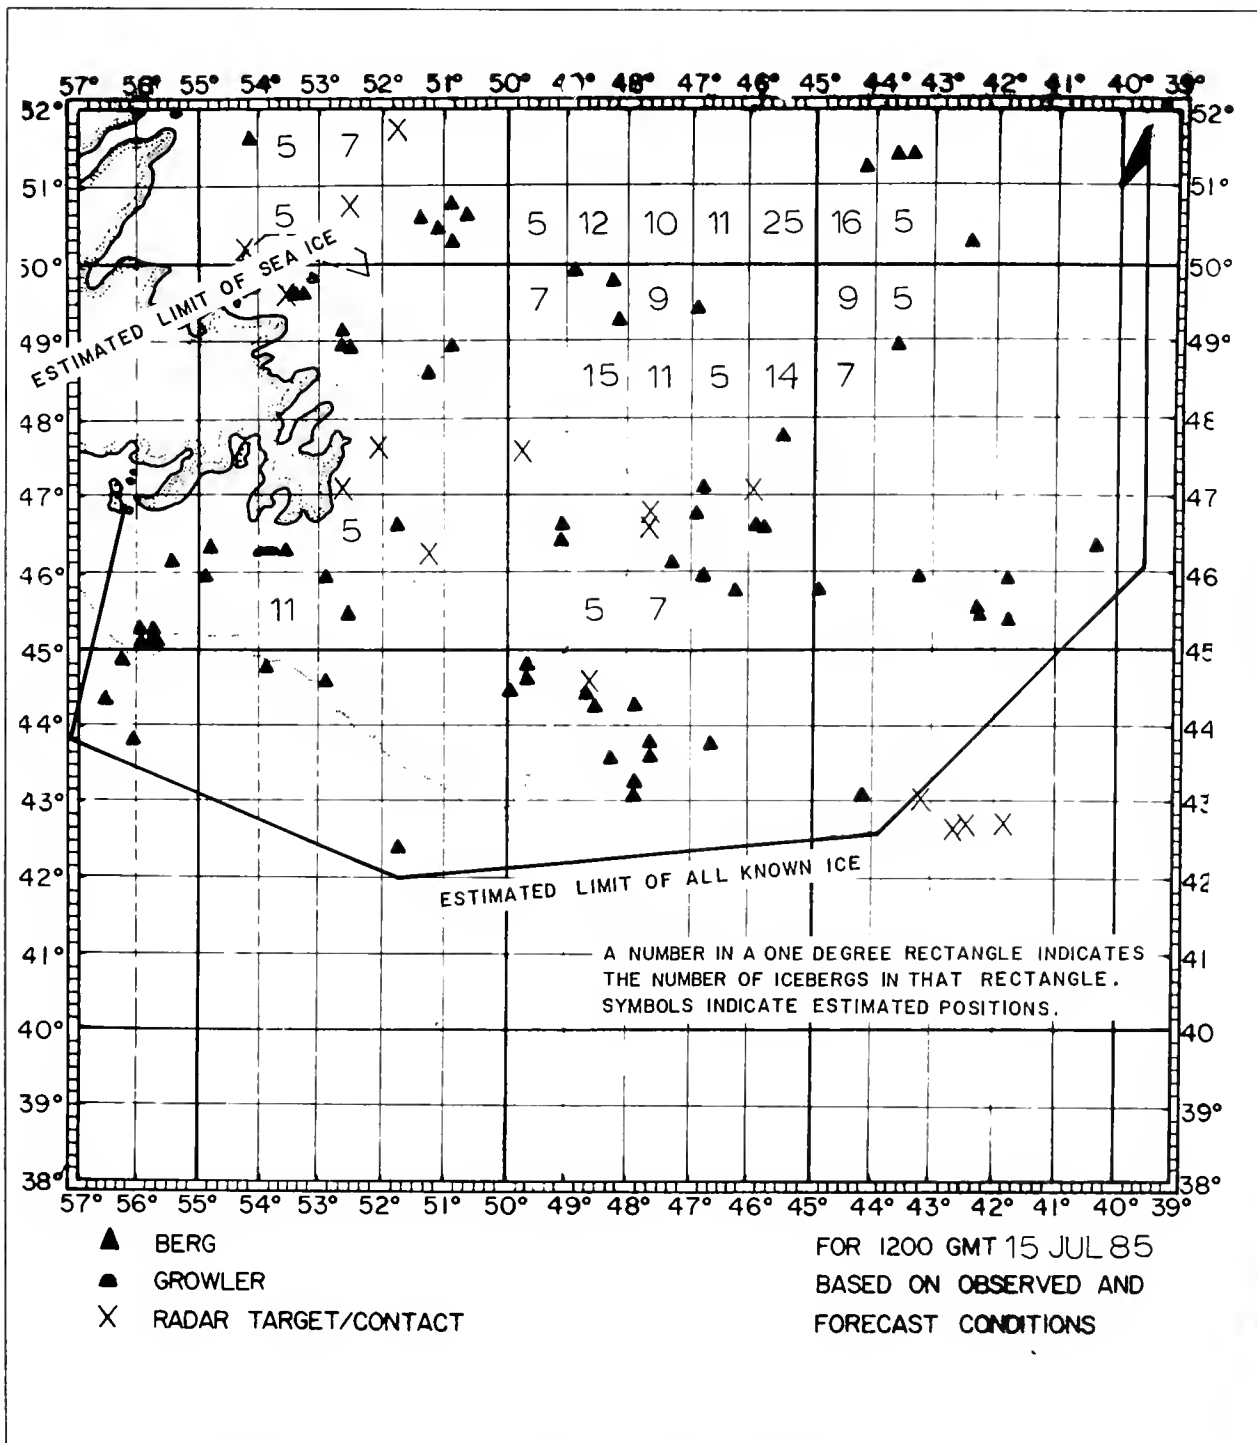 57° 56° 55° 54° 53° 52° 51° 50° 49° 48° 47° 46° 45° 44° 43° 42° 41° 40° 39°
52° 52°
5 7
51° 51°
5
5 12 10 11 25 16 5
50° 50°
ESTIMATED LIMIT OF SEA ICE
7 9 9 5
49° 49°
15 11 5 14 7
48° 48
47° 47
5
46° 46
11 5 7
45° 45
44° 44
43° 43
42° 42
ESTIMATED LIMIT OF ALL KNOWN ICE
41° 41
A NUMBER IN A ONE DEGREE RECTANGLE INDICATES
THE NUMBER OF ICEBERGS IN THAT RECTANGLE.
SYMBOLS INDICATE ESTIMATED POSITIONS.
40° 40
39° 39°
38° 38°
57° 56° 55° 54° 53° 52° 51° 50° 49° 48° 47° 46° 45° 44° 43° 42° 41° 40° 39°
BERG
GROWLER
RADAR TARGET/CONTACT
FOR 1200 GMT 15 JUL 85
BASED ON OBSERVED AND
FORECAST CONDITIONS